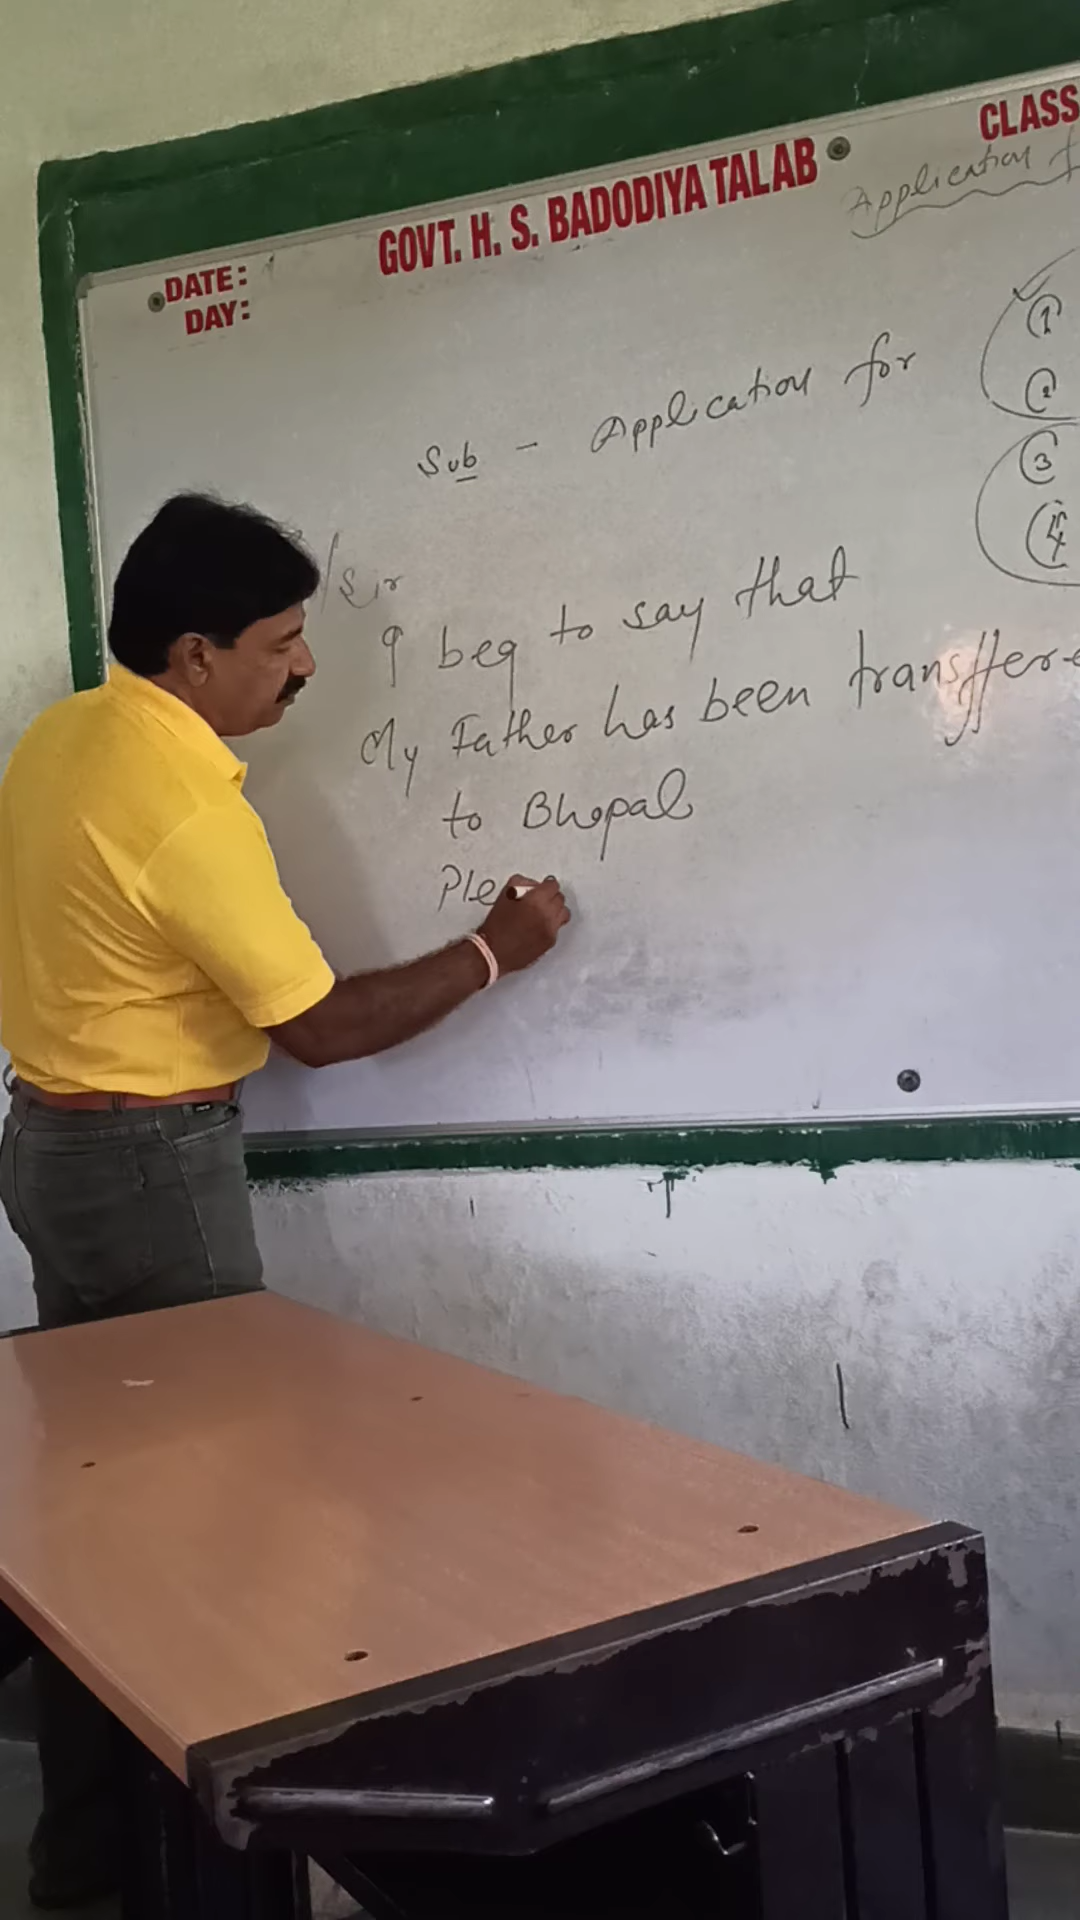 CLASS
GOVT. H. S. BADODIYA TALAB
Application f
DATE:
DAY:
1
2
3
4
Sub - Application for
/Sir
I beg to say that
My Father has been transffere
to Bhopal
Ple